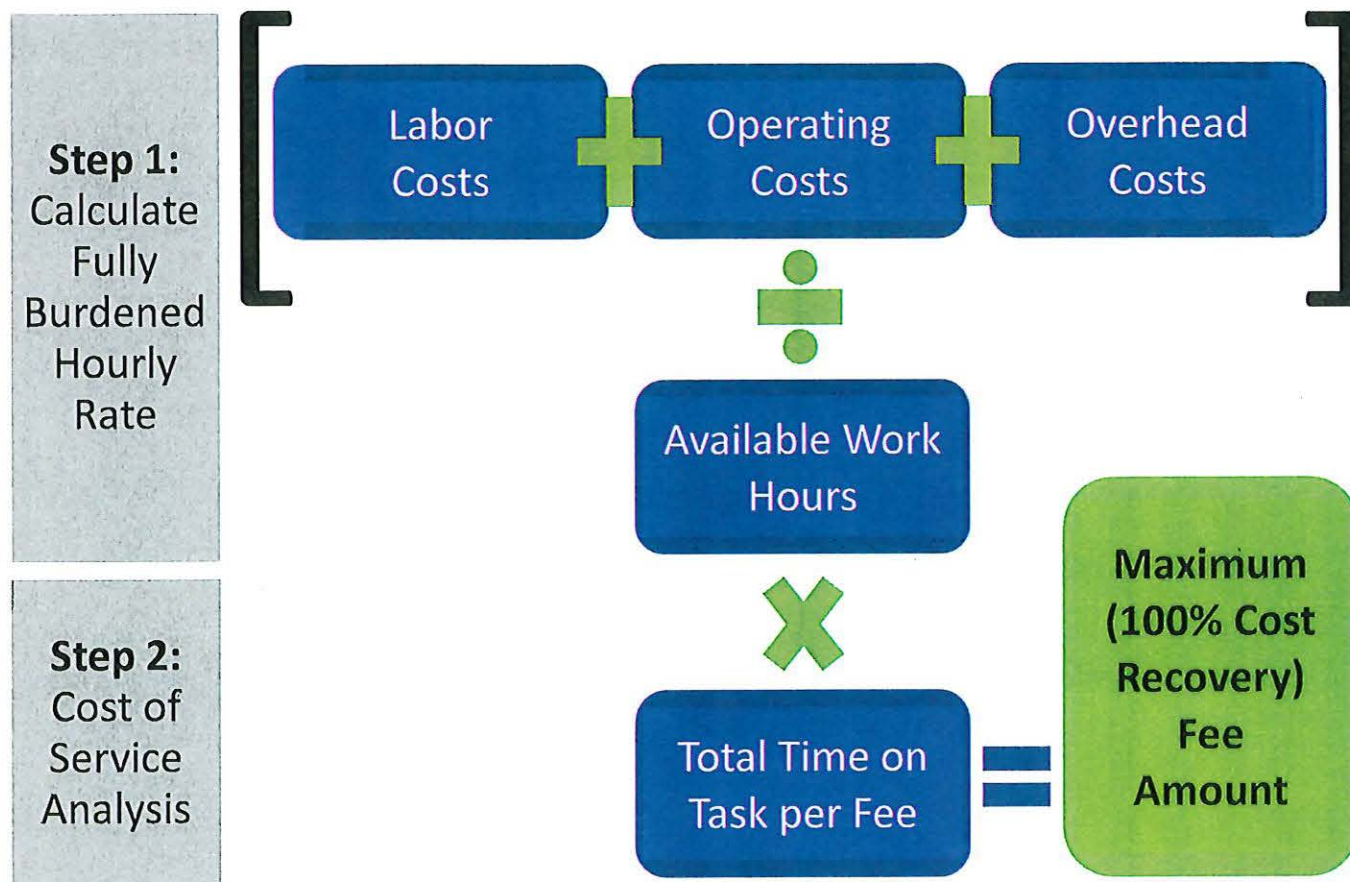 Step 1:
Calculate
Fully
Burdened
Hourly
Rate
Labor
Costs
Operating
Costs
Overhead
Costs
Available Work
Hours
Step 2:
Cost of
Service
Analysis
Total Time on
Task per Fee
Maximum
(100% Cost
Recovery)
Fee
Amount